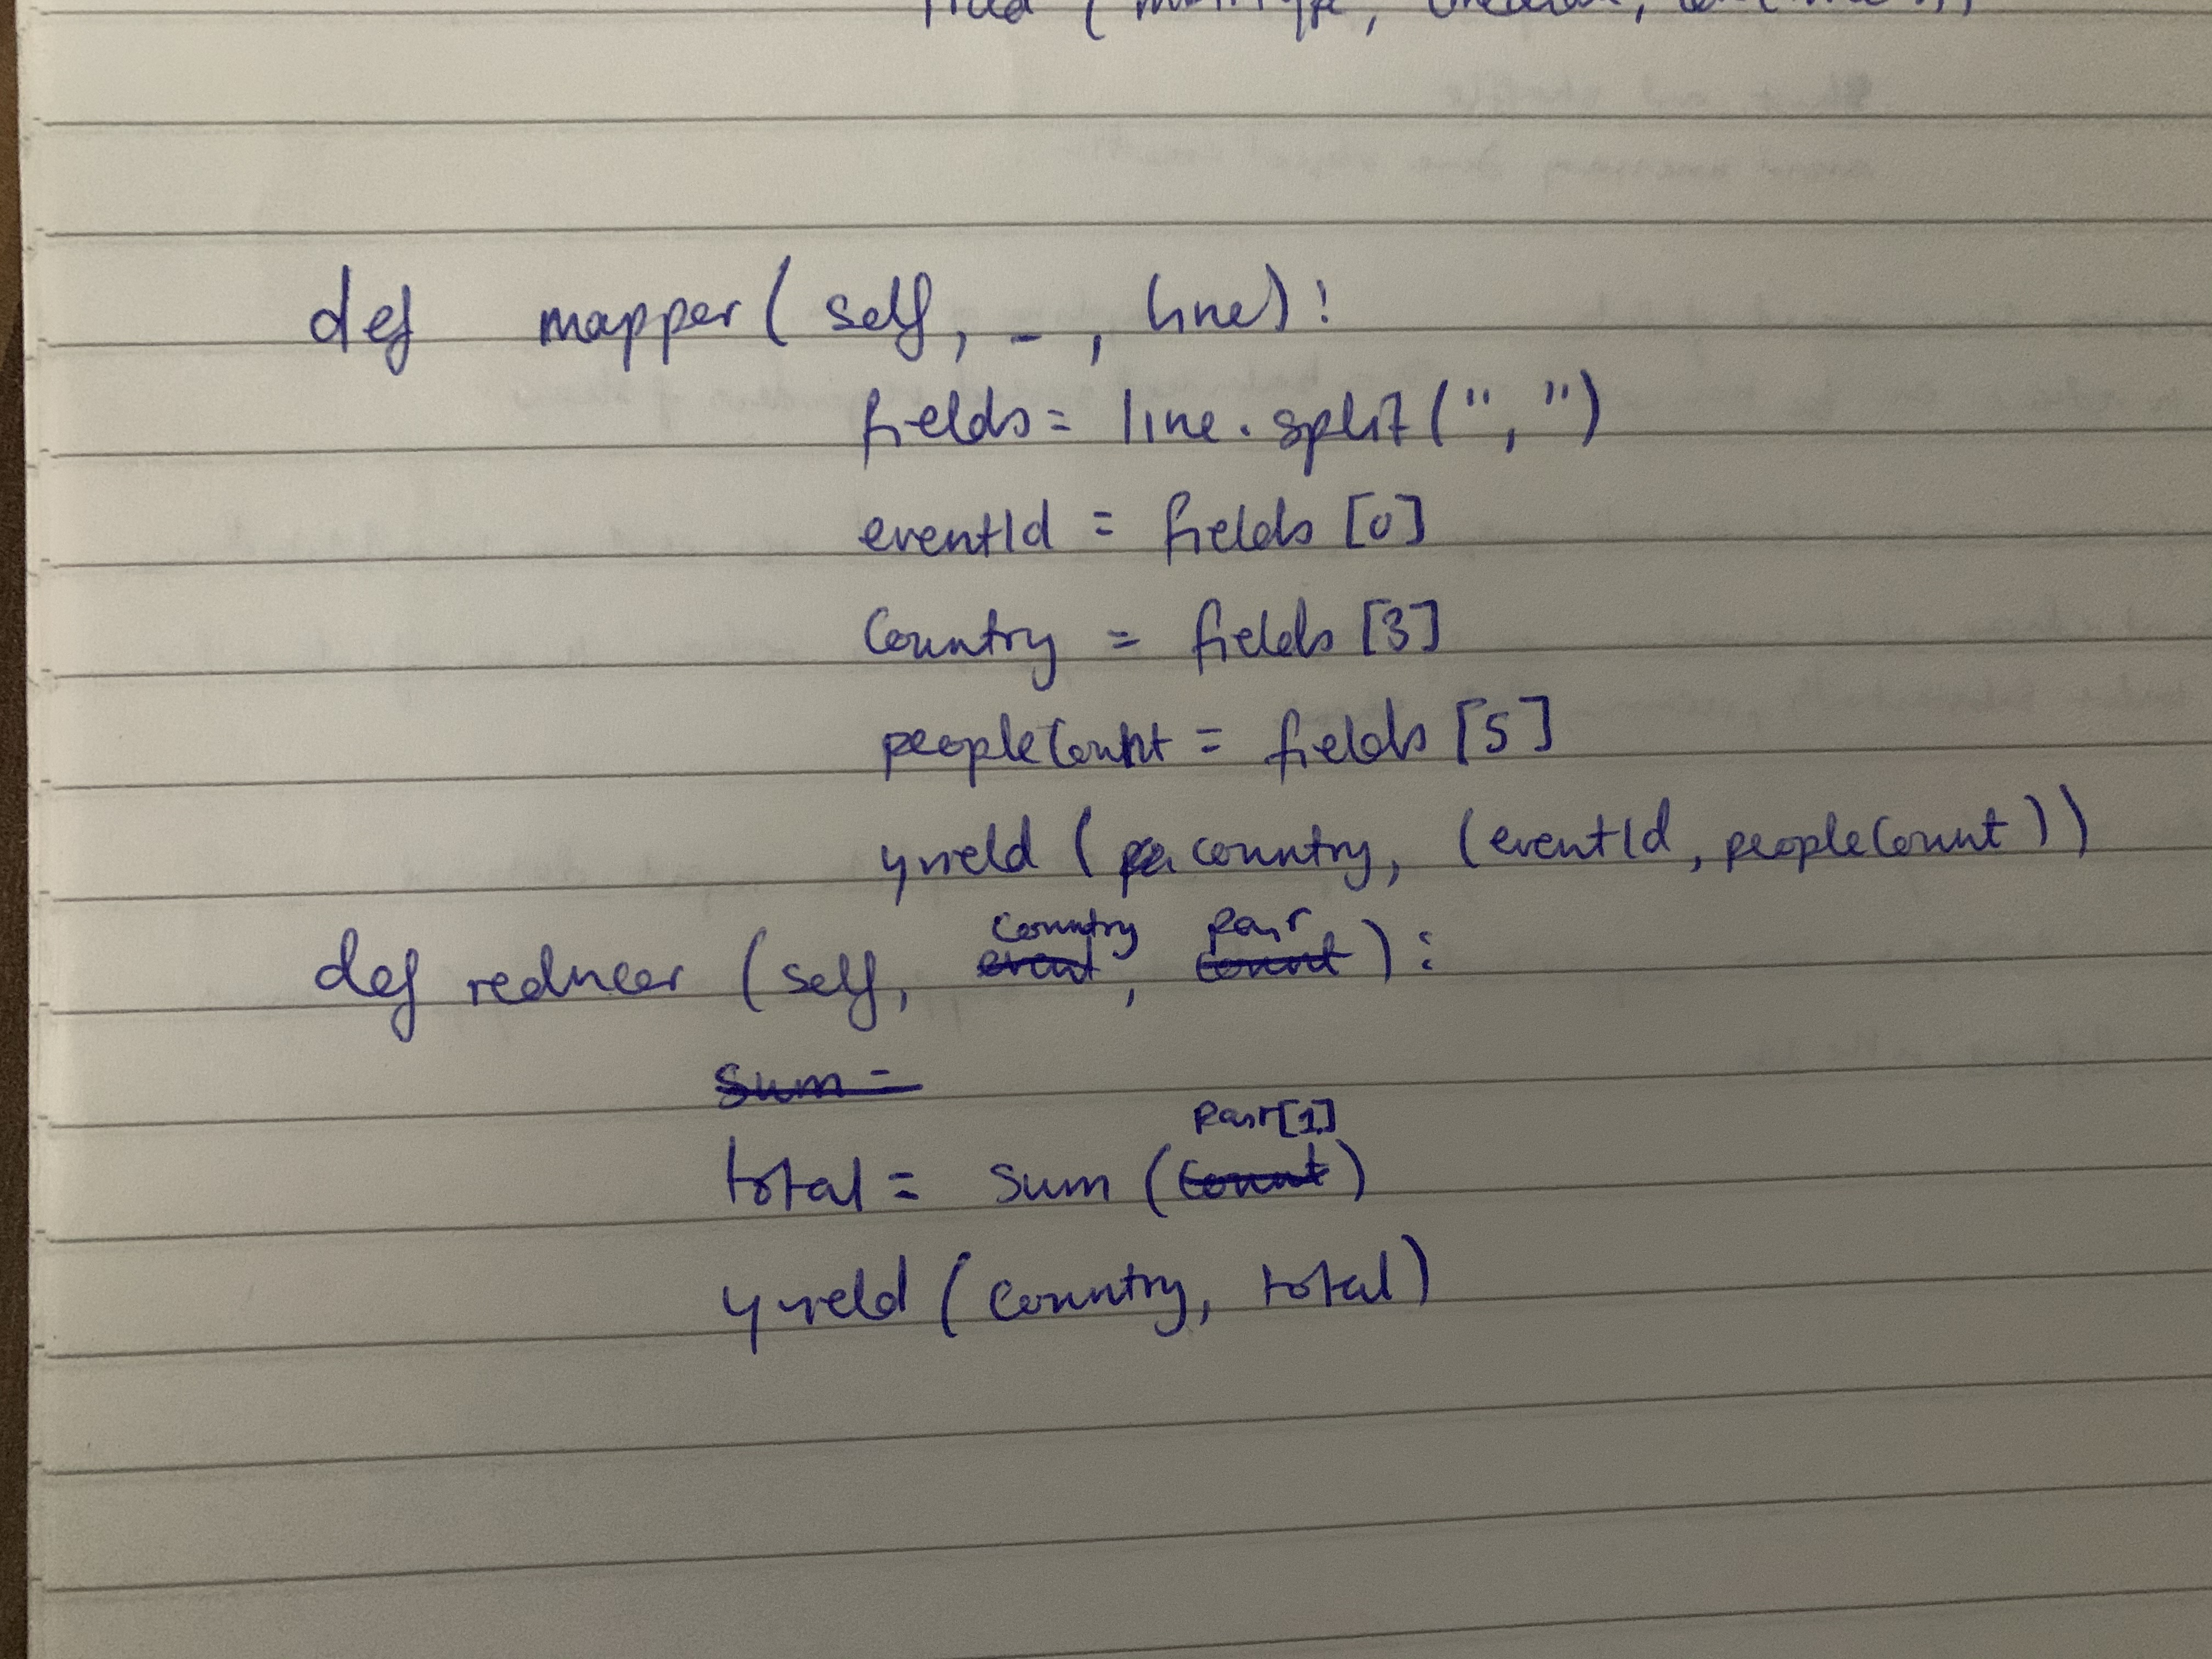 def mapper(self, _, line):
fields = line.split(",")
eventId = fields[0]
Country = fields[3]
peopleCount = fields[5]
yield (country, (eventId, peopleCount))
def reducer (self, Country, pair):
Sum =
total = sum(pair[1])
yield (Country, total)